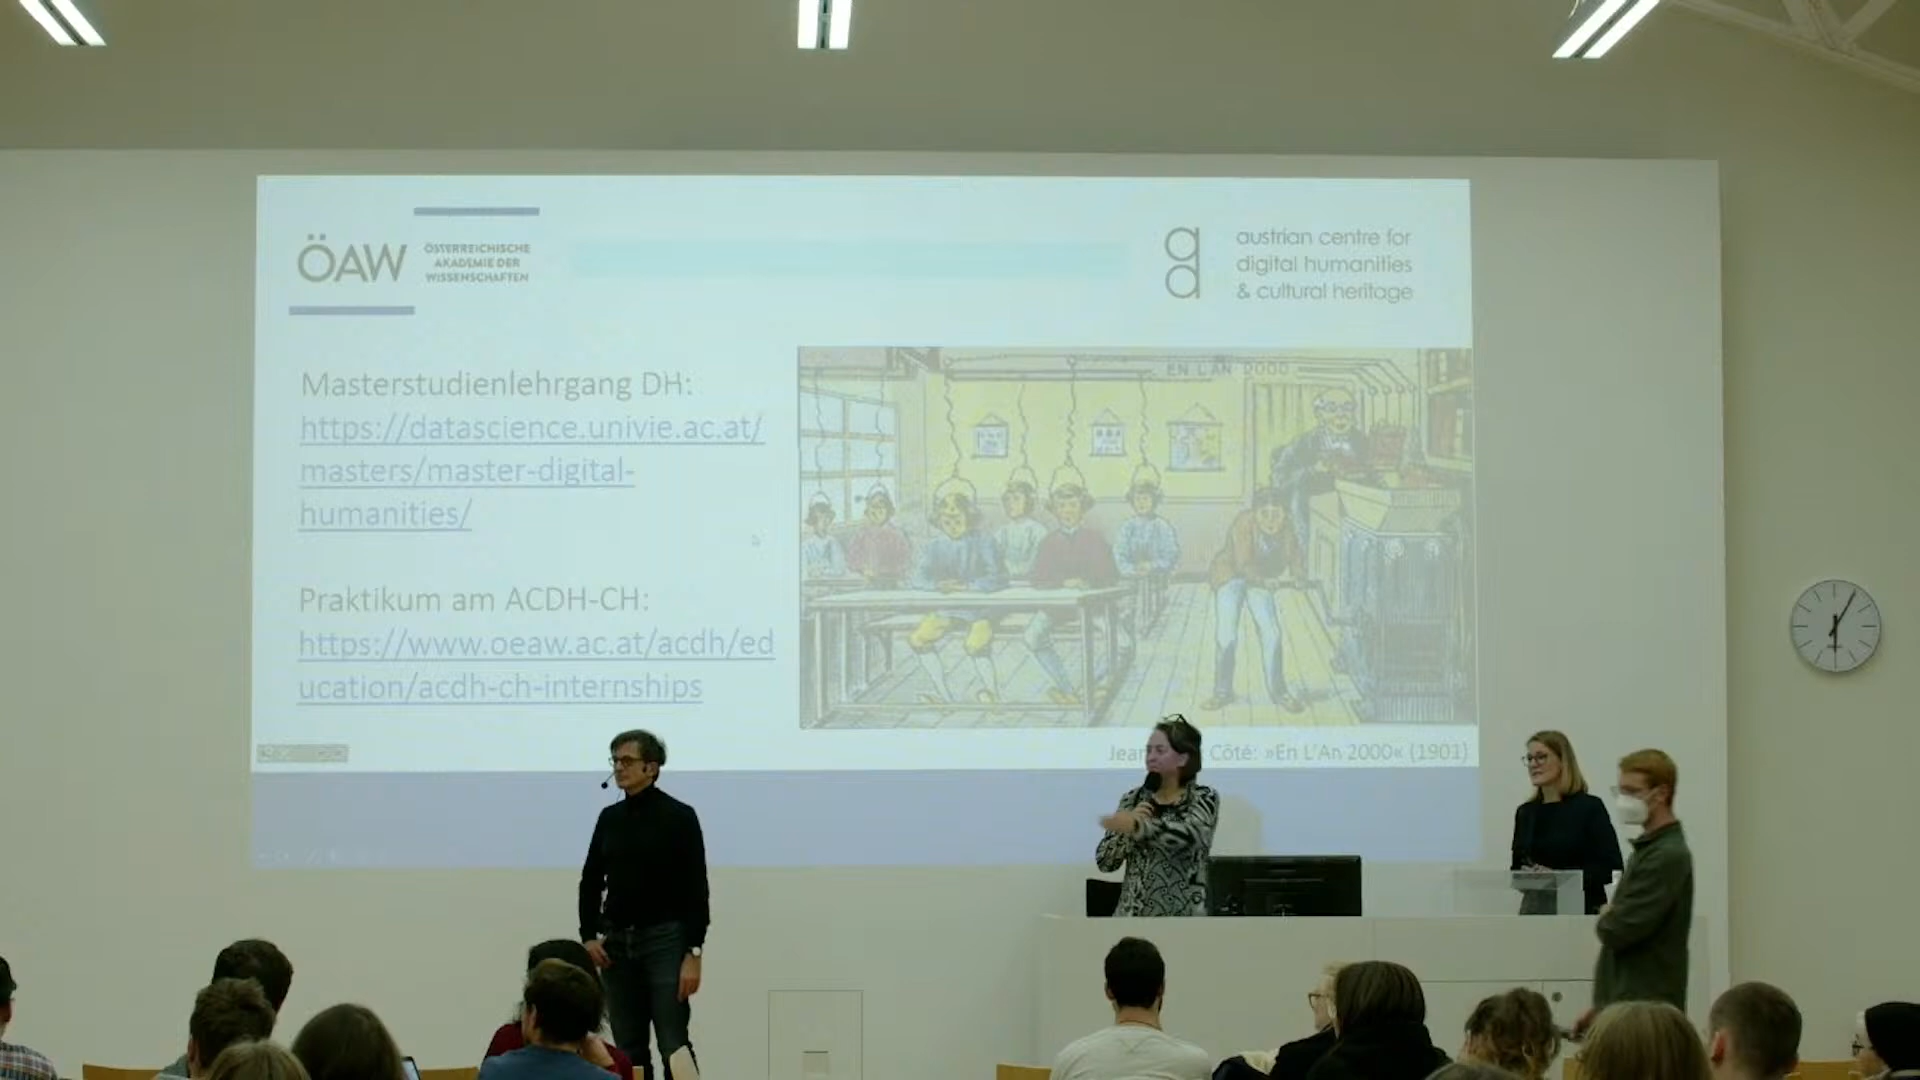 ÖAW
ÖSTERREICHISCHE
AKADEMIE DER
WISSENSCHAFTEN
austrian centre for
digital humanities
& cultural heritage
Masterstudienlehrgang DH:
https://datascience.univie.ac.at/
masters/master-digital-
humanities/
Praktikum am ACDH-CH:
https://www.oeaw.ac.at/acdh/ed
ucation/acdh-ch-internships
EN L'AN 2000
Côté: »En L'An 2000« (1901)